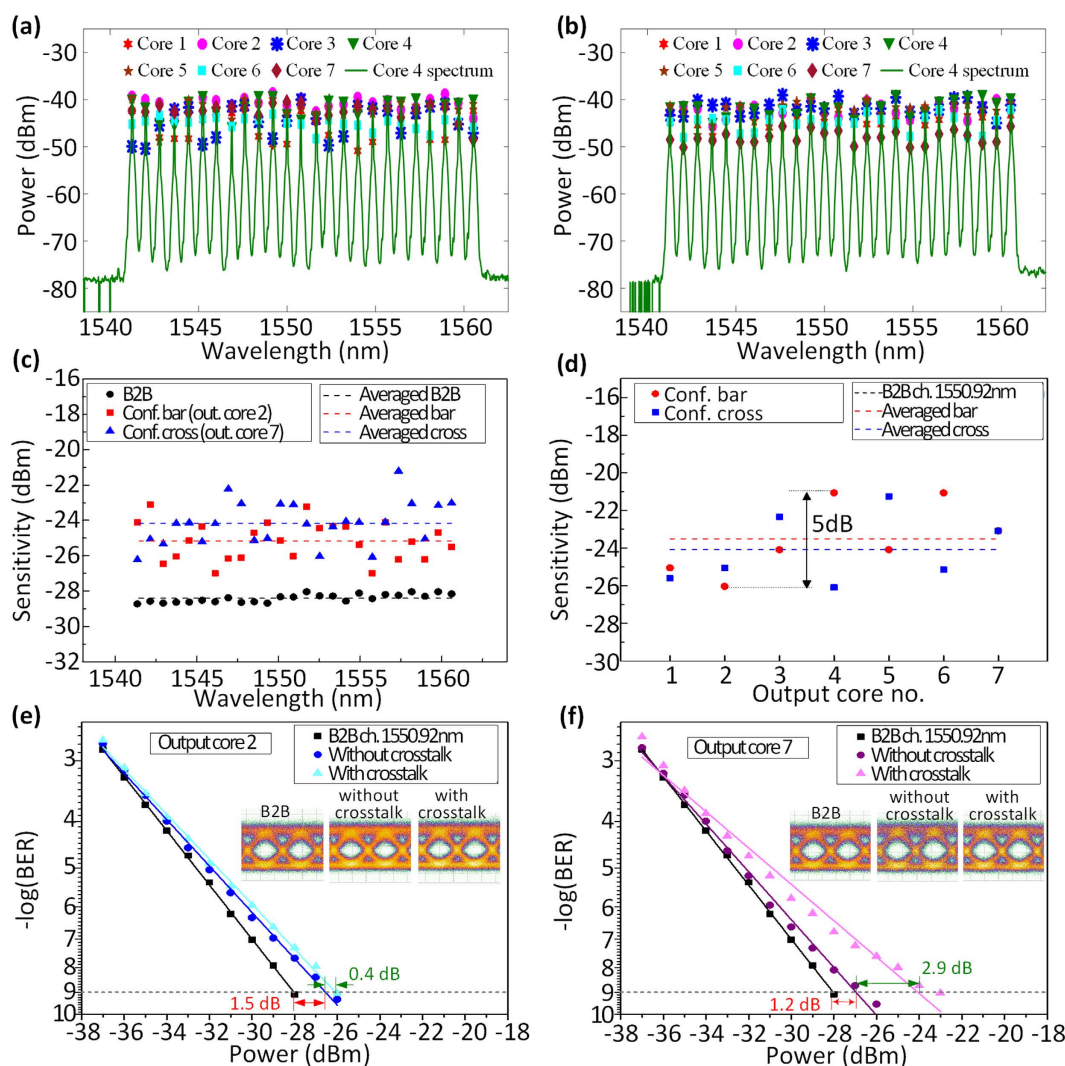 (a)
Core 1 Core 2 Core 3 Core 4
Core 5 Core 6 Core 7 Core 4 spectrum
Power (dBm)
-30
-40
-50
-60
-70
-80
1540 1545 1550 1555 1560
Wavelength (nm)
(b)
Core 1 Core 2 Core 3 Core 4
Core 5 Core 6 Core 7 Core 4 spectrum
Power (dBm)
-30
-40
-50
-60
-70
-80
1540 1545 1550 1555 1560
Wavelength (nm)
(c)
B2B
Conf. bar (out. core 2)
Conf. cross (out. core 7)
Averaged B2B
Averaged bar
Averaged cross
Sensitivity (dBm)
-16
-18
-20
-22
-24
-26
-28
-30
-32
1540 1545 1550 1555 1560
Wavelength (nm)
(d)
Conf. bar
Conf. cross
B2B ch. 1550.92nm
Averaged bar
Averaged cross
5dB
Sensitivity (dBm)
-16
-18
-20
-22
-24
-26
-28
-30
1 2 3 4 5 6 7
Output core no.
(e)
Output core 2
B2B ch. 1550.92nm
Without crosstalk
With crosstalk
B2B
without
crosstalk
with
crosstalk
-log(BER)
3
4
5
6
7
8
9
10
0.4 dB
1.5 dB
-38 -36 -34 -32 -30 -28 -26 -24 -22 -20 -18
Power (dBm)
(f)
Output core 7
B2B ch. 1550.92nm
Without crosstalk
With crosstalk
B2B
without
crosstalk
with
crosstalk
-log(BER)
3
4
5
6
7
8
9
10
2.9 dB
1.2 dB
-38 -36 -34 -32 -30 -28 -26 -24 -22 -20 -18
Power (dBm)